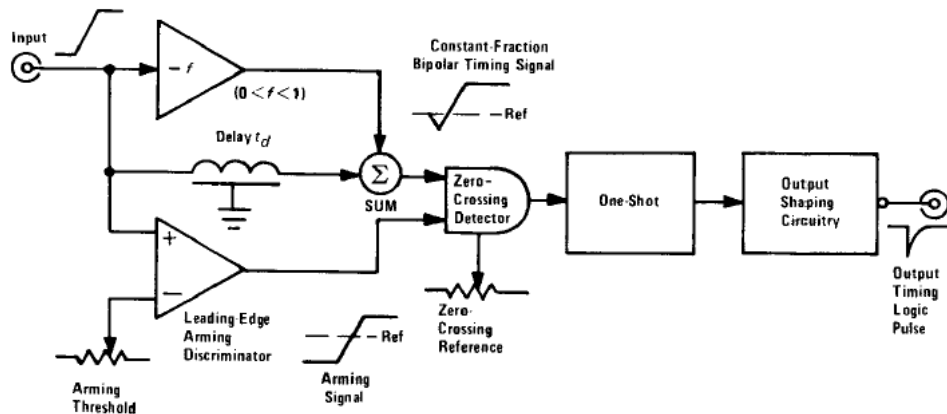 Input
– f
(0 < f < 1)
Constant-Fraction
Bipolar Timing Signal
Ref
Delay td
Σ
SUM
Zero-
Crossing
Detector
One-Shot
Output
Shaping
Circuitry
+
–
Leading-Edge
Arming
Discriminator
Ref
Arming
Signal
Zero-
Crossing
Reference
Output
Timing
Logic
Pulse
Arming
Threshold